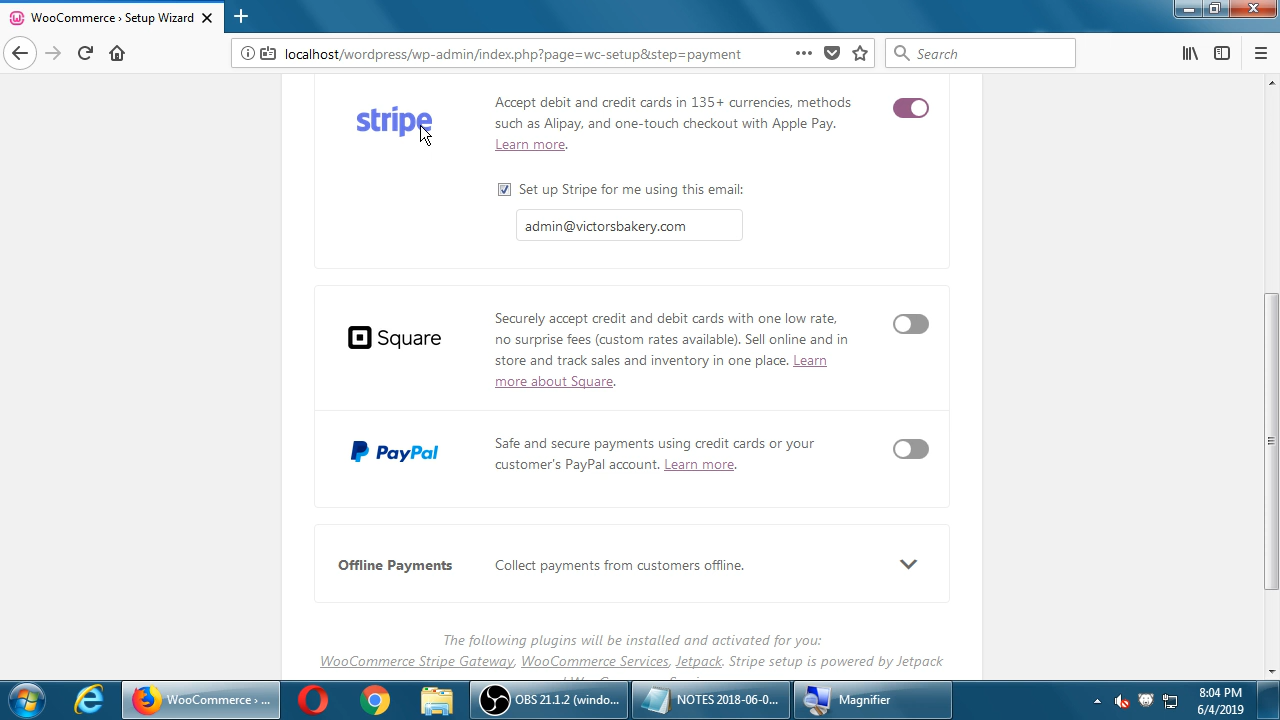 WooCommerce › Setup Wizard
localhost/wordpress/wp-admin/index.php?page=wc-setup&step=payment
Search
stripe
Accept debit and credit cards in 135+ currencies, methods
such as Alipay, and one-touch checkout with Apple Pay.
Learn more.
Set up Stripe for me using this email:
admin@victorsbakery.com
Square
Securely accept credit and debit cards with one low rate,
no surprise fees (custom rates available). Sell online and in
store and track sales and inventory in one place. Learn
more about Square.
PayPal
Safe and secure payments using credit cards or your
customer's PayPal account. Learn more.
Offline Payments
Collect payments from customers offline.
The following plugins will be installed and activated for you:
WooCommerce Stripe Gateway, WooCommerce Services, Jetpack. Stripe setup is powered by Jetpack
WooCommerce › ...
OBS 21.1.2 (windo...
NOTES 2018-06-0...
Magnifier
8:04 PM
6/4/2019